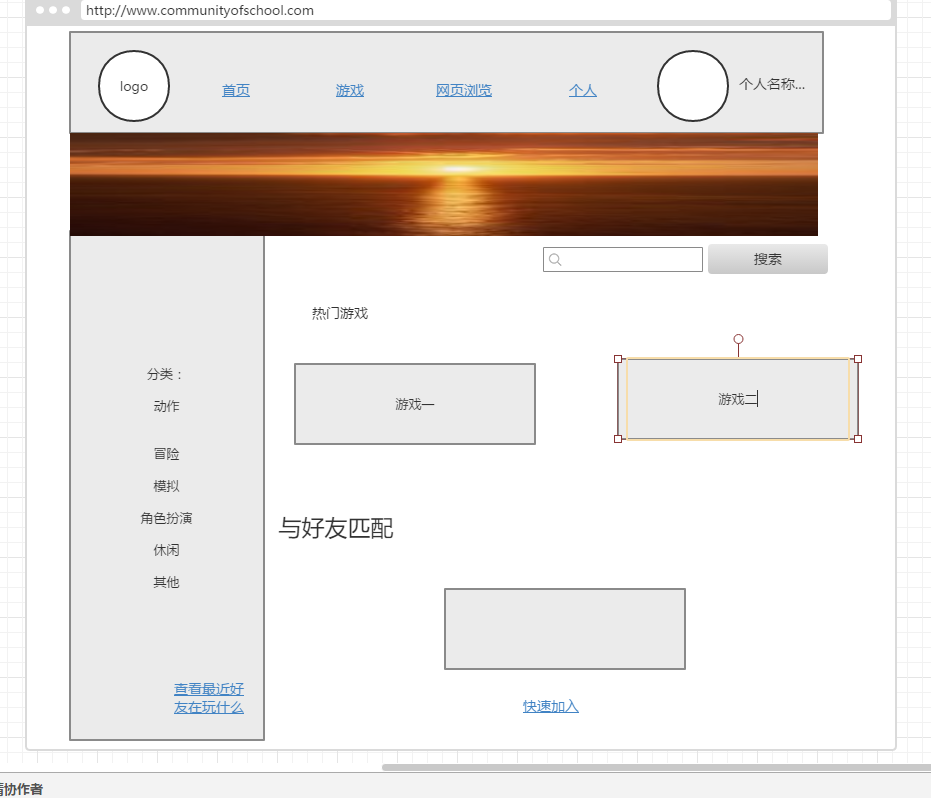 http://www.communityofschool.com
logo
首页
游戏
网页浏览
个人
个人名称...
搜索
热门游戏
分类：
动作
冒险
模拟
角色扮演
休闲
其他
游戏一
游戏二
与好友匹配
查看最近好
友在玩什么
快速加入
协作者